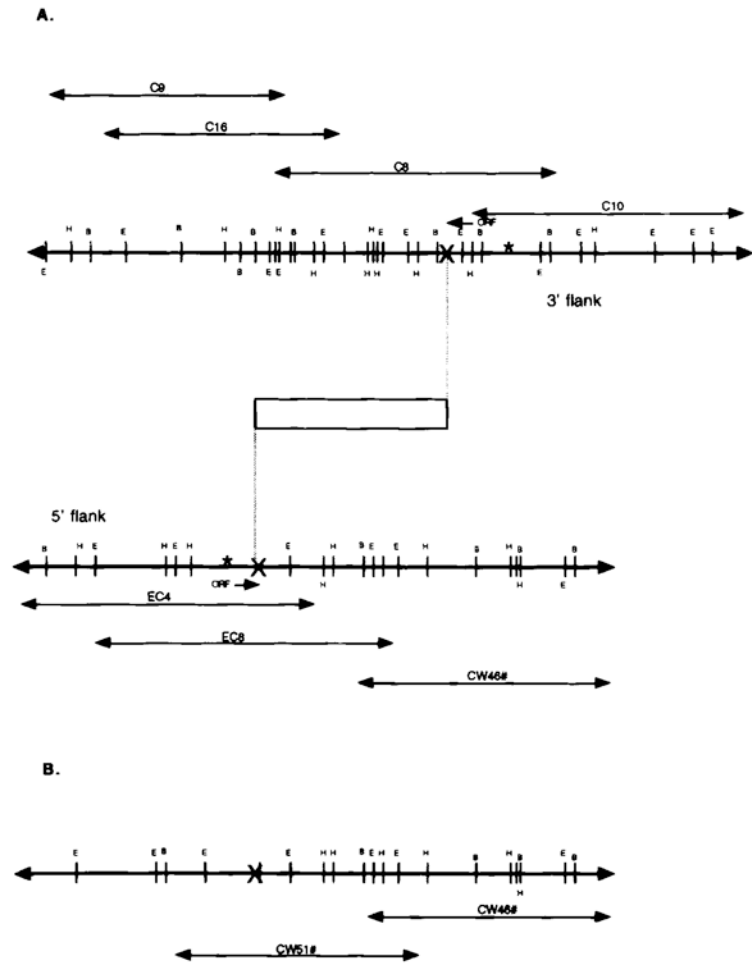 A.
C9
C16
C8
C10
ORF
H B E B H B H B E H E E B E B * B E H E E E
X
E B E E H H H H H E
3' flank
5' flank
B H E H E H * E H B E E H B H B B
X
H H E
ORF
EC4
EC8
CW46#
B.
E E B E E H H B E H E H B H B E B
X
H
CW46#
CW51#